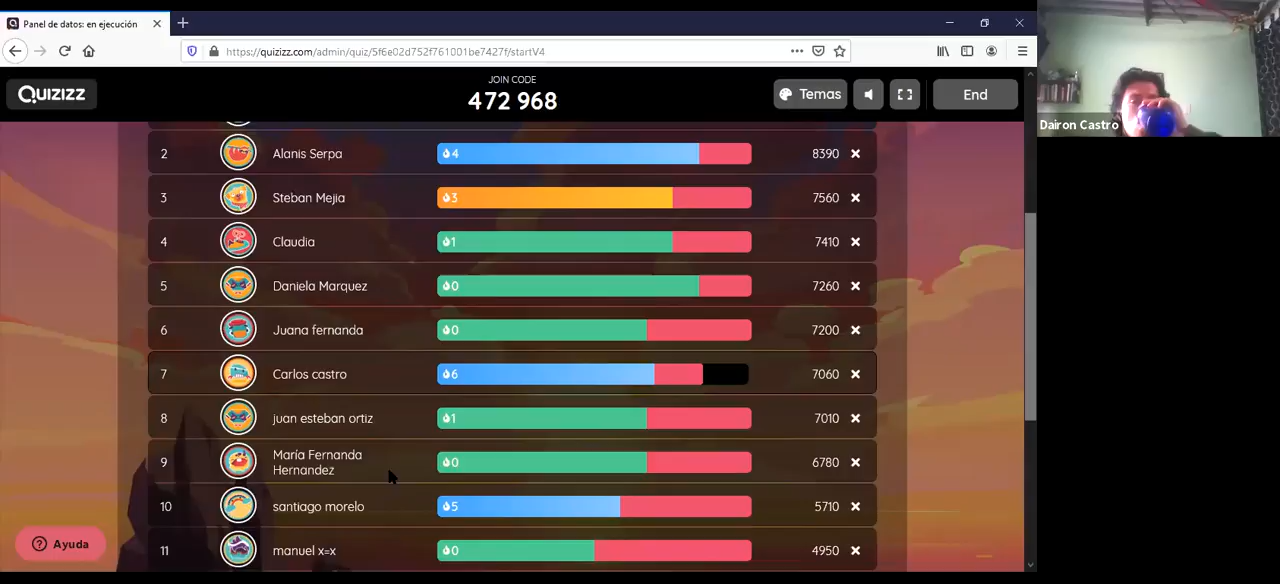 Panel de datos: en ejecución
https://quizizz.com/admin/quiz/5f6e02d752f761001be7427f/startV4
Quizizz
JOIN CODE
472 968
Temas
End
Dairon Castro
2 Alanis Serpa 4 8390
3 Steban Mejia 3 7560
4 Claudia 1 7410
5 Daniela Marquez 0 7260
6 Juana fernanda 0 7200
7 Carlos castro 6 7060
8 juan esteban ortiz 1 7010
9 María Fernanda Hernandez 0 6780
10 santiago morelo 5 5710
11 manuel x=x 0 4950
Ayuda